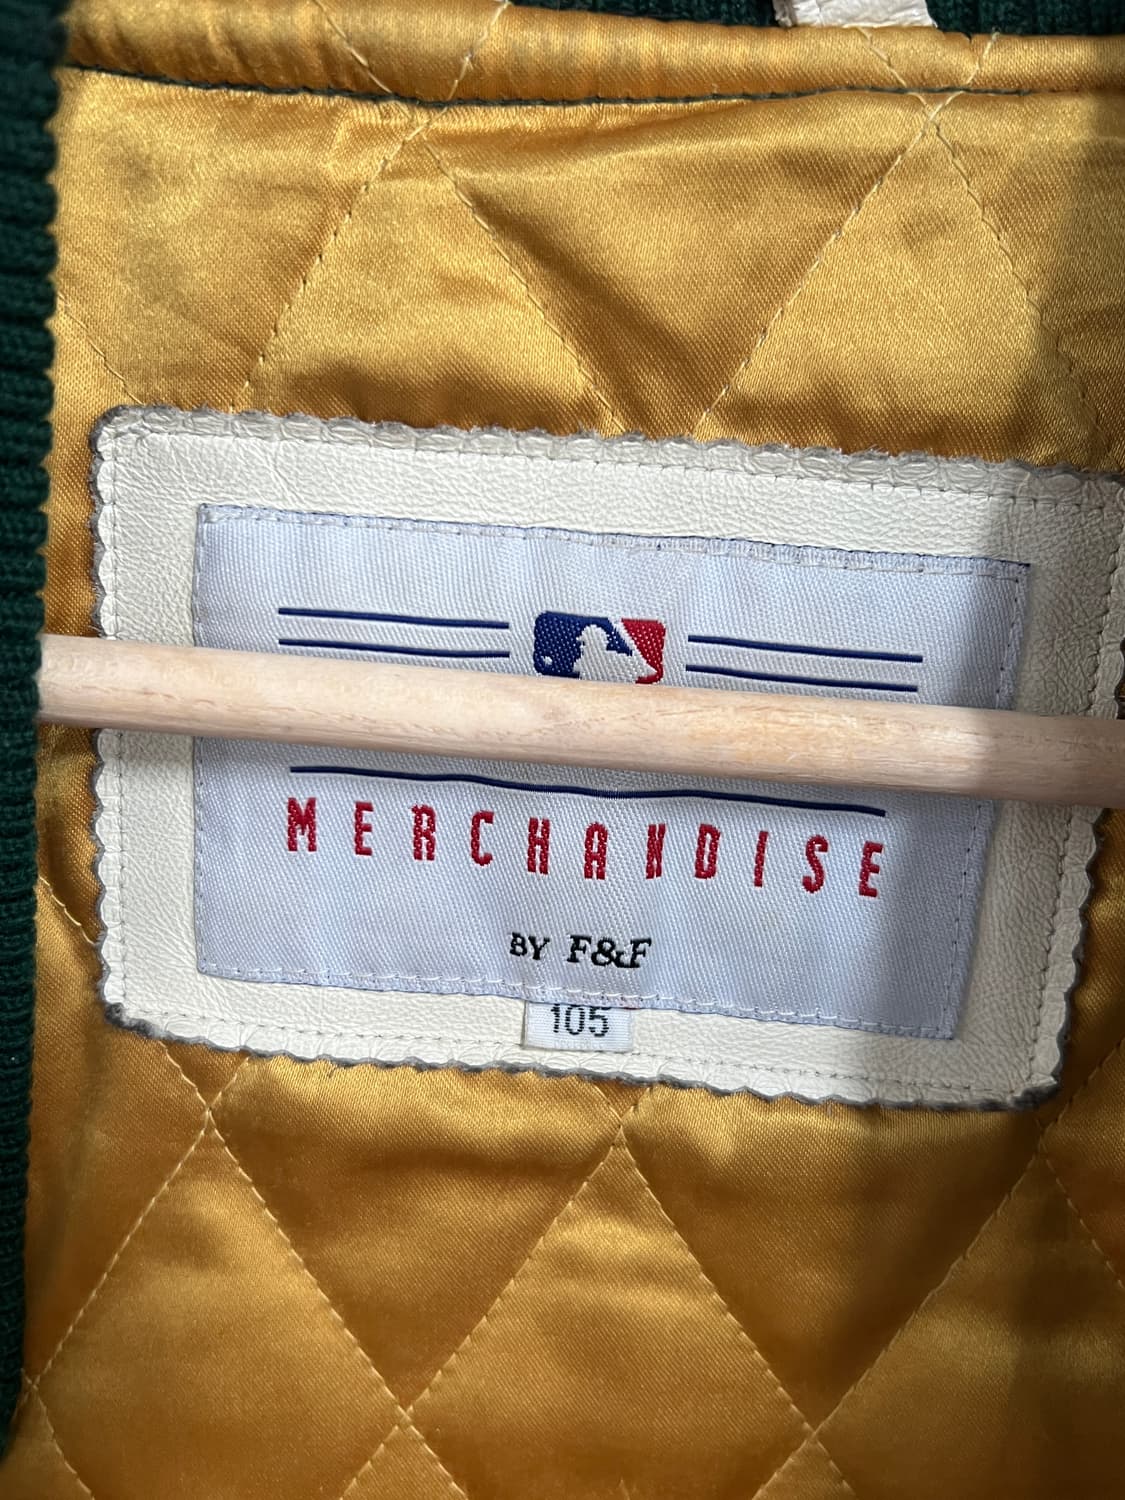 MERCHANDISE
BY F&F
105